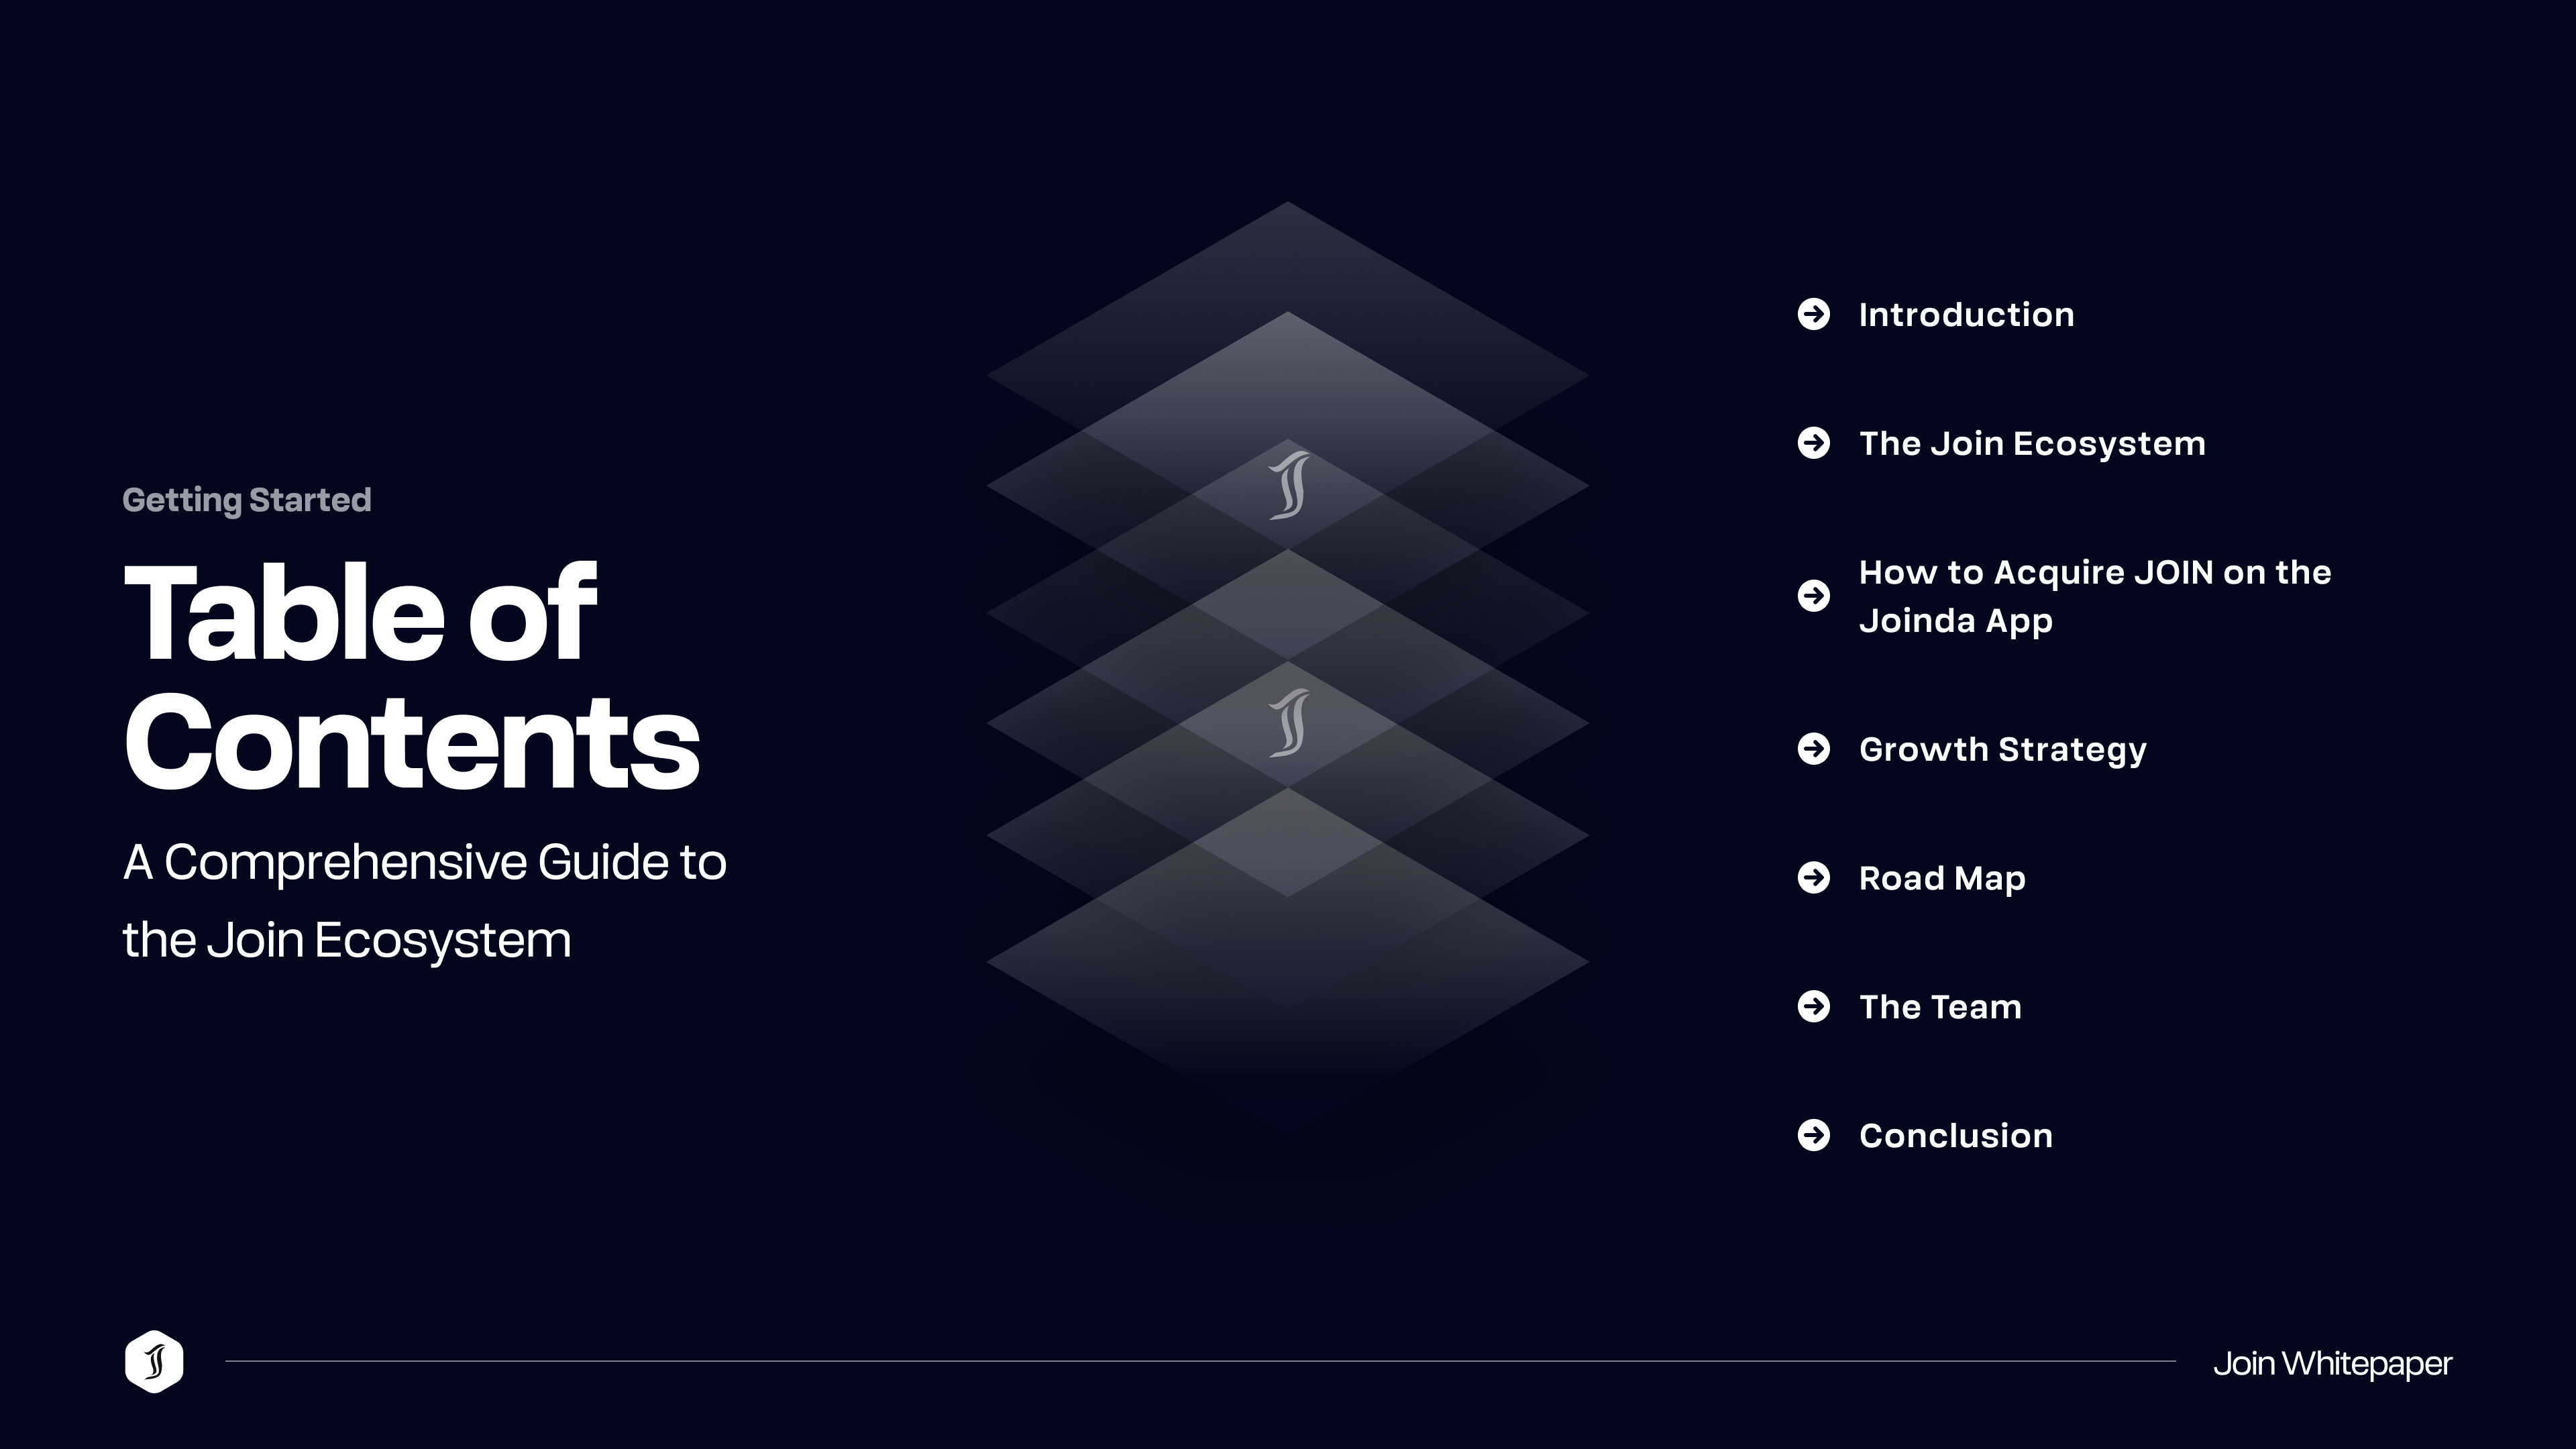 Getting Started
Table of
Contents
A Comprehensive Guide to
the Join Ecosystem
Introduction
The Join Ecosystem
How to Acquire JOIN on the
Joinda App
Growth Strategy
Road Map
The Team
Conclusion
Join Whitepaper